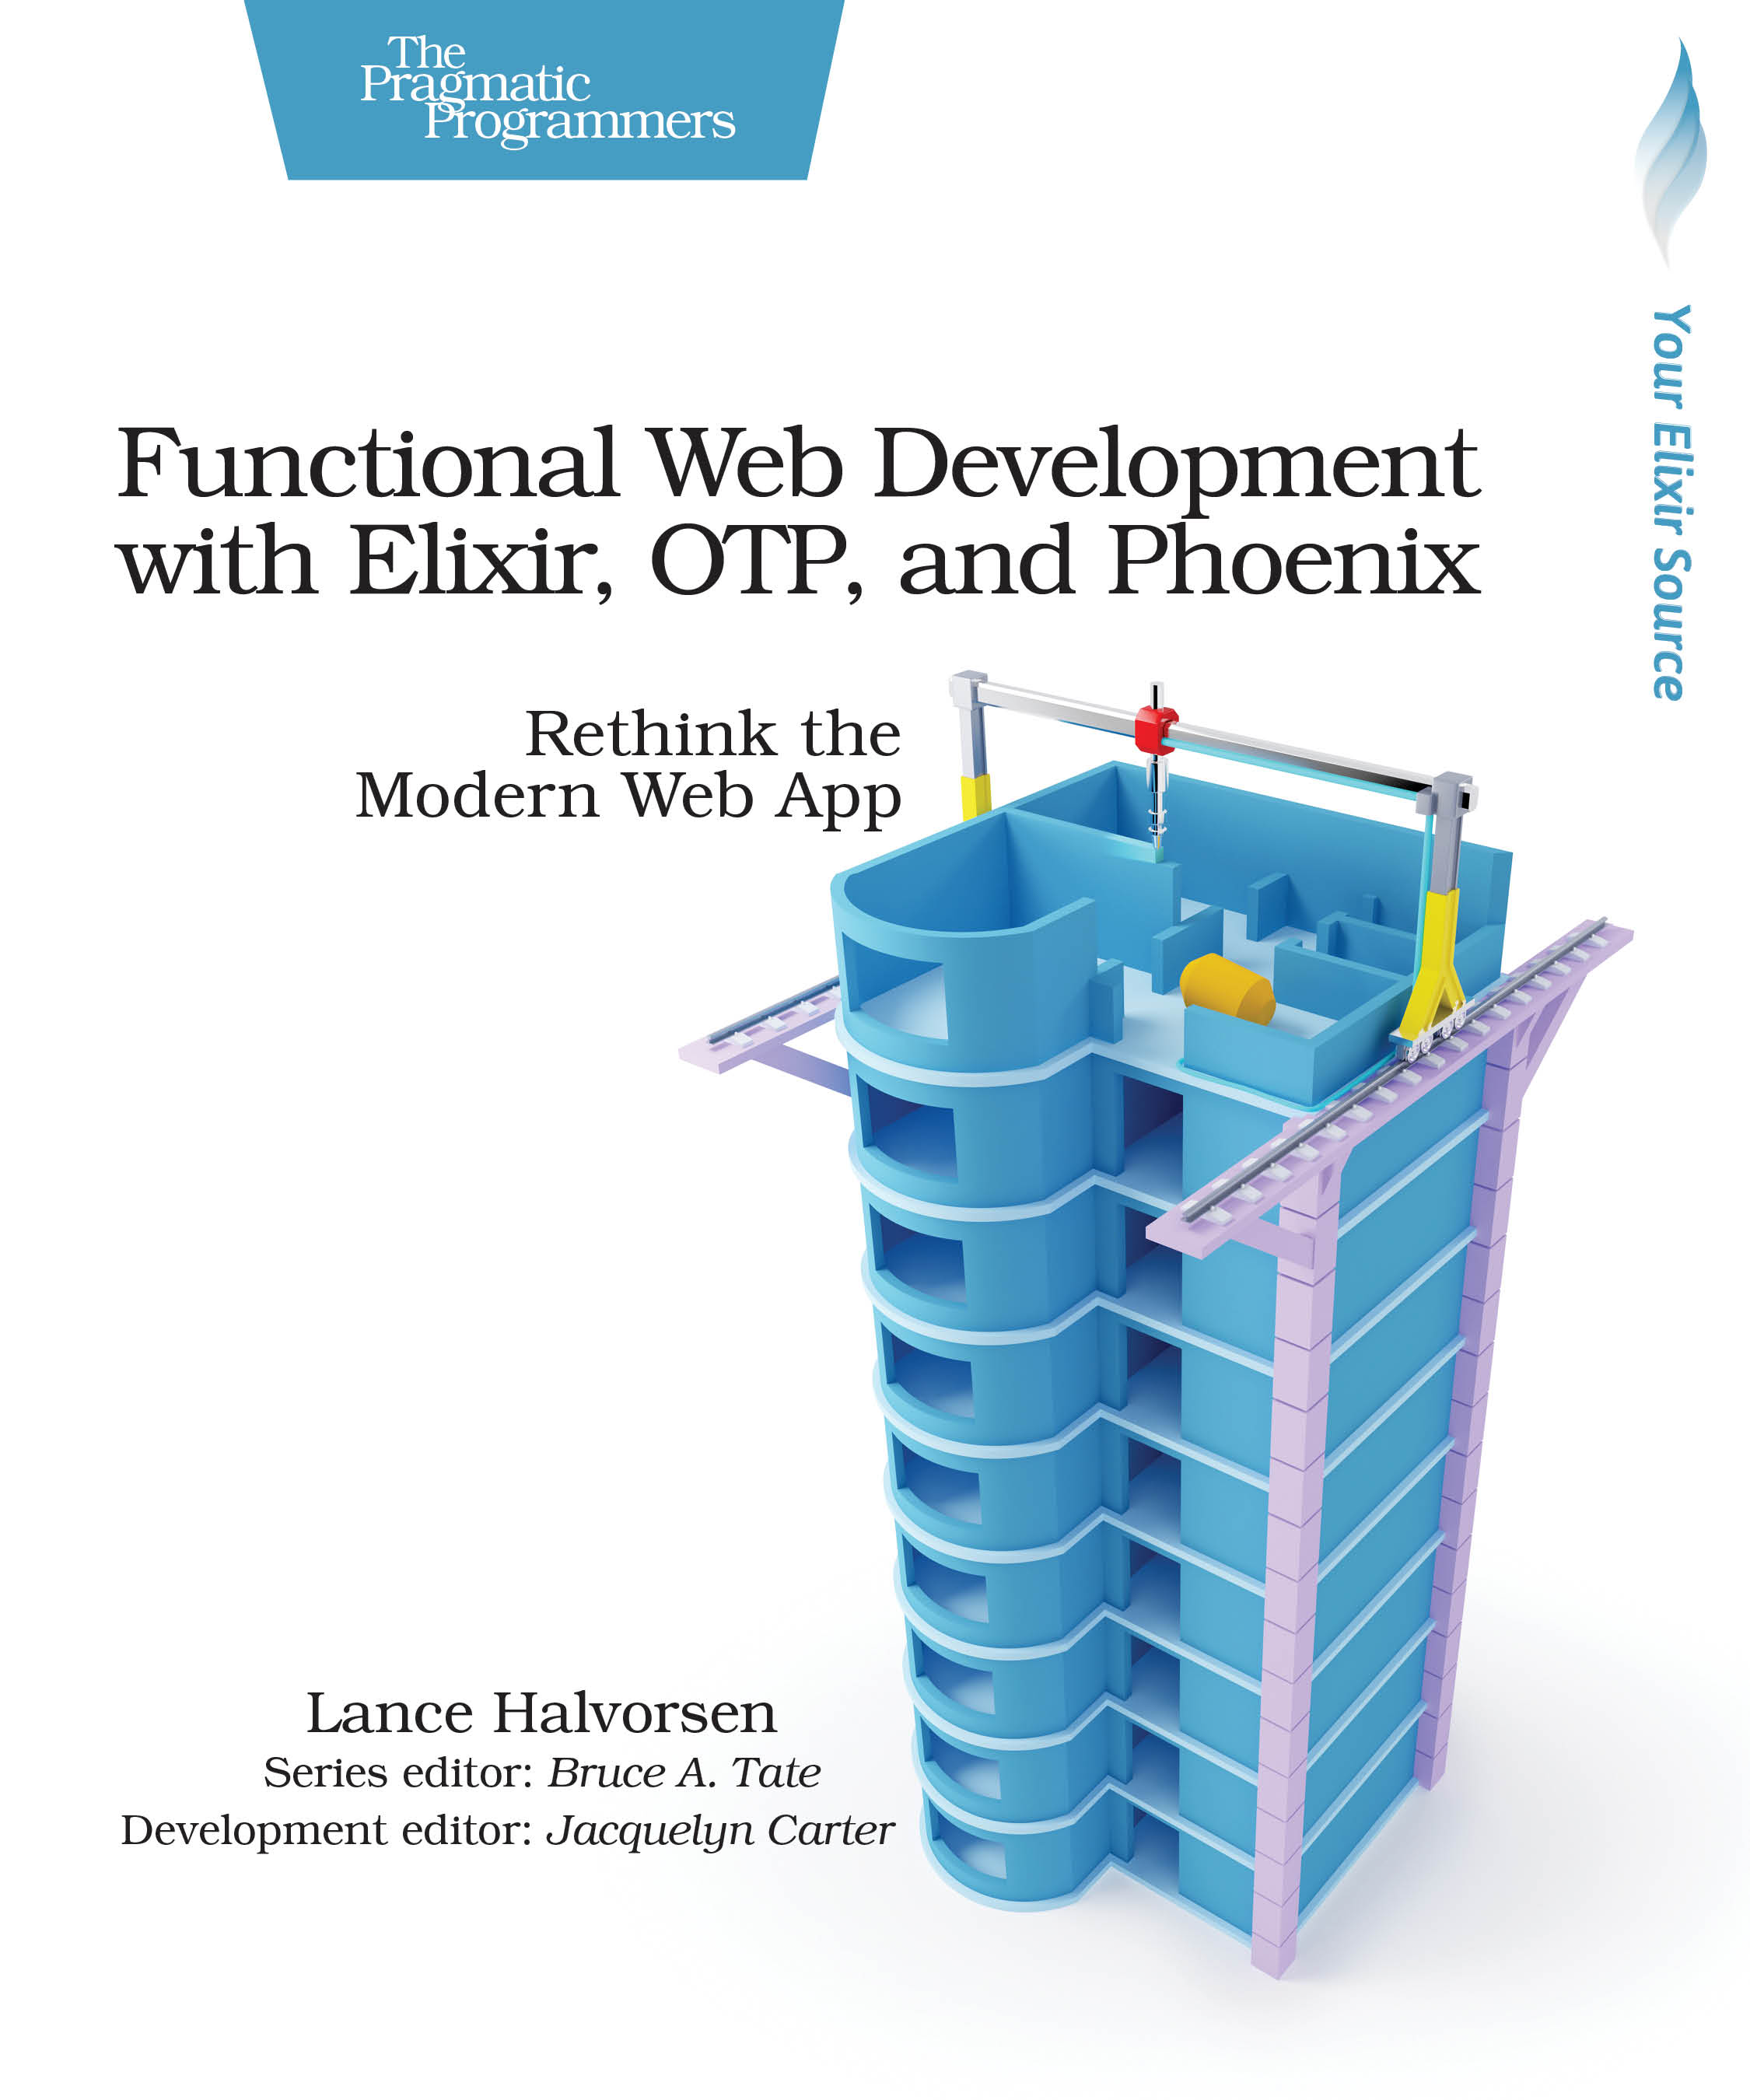 The
Pragmatic
Programmers
Your Elixir Source
Functional Web Development
with Elixir, OTP, and Phoenix
Rethink the
Modern Web App
Lance Halvorsen
Series editor: Bruce A. Tate
Development editor: Jacquelyn Carter